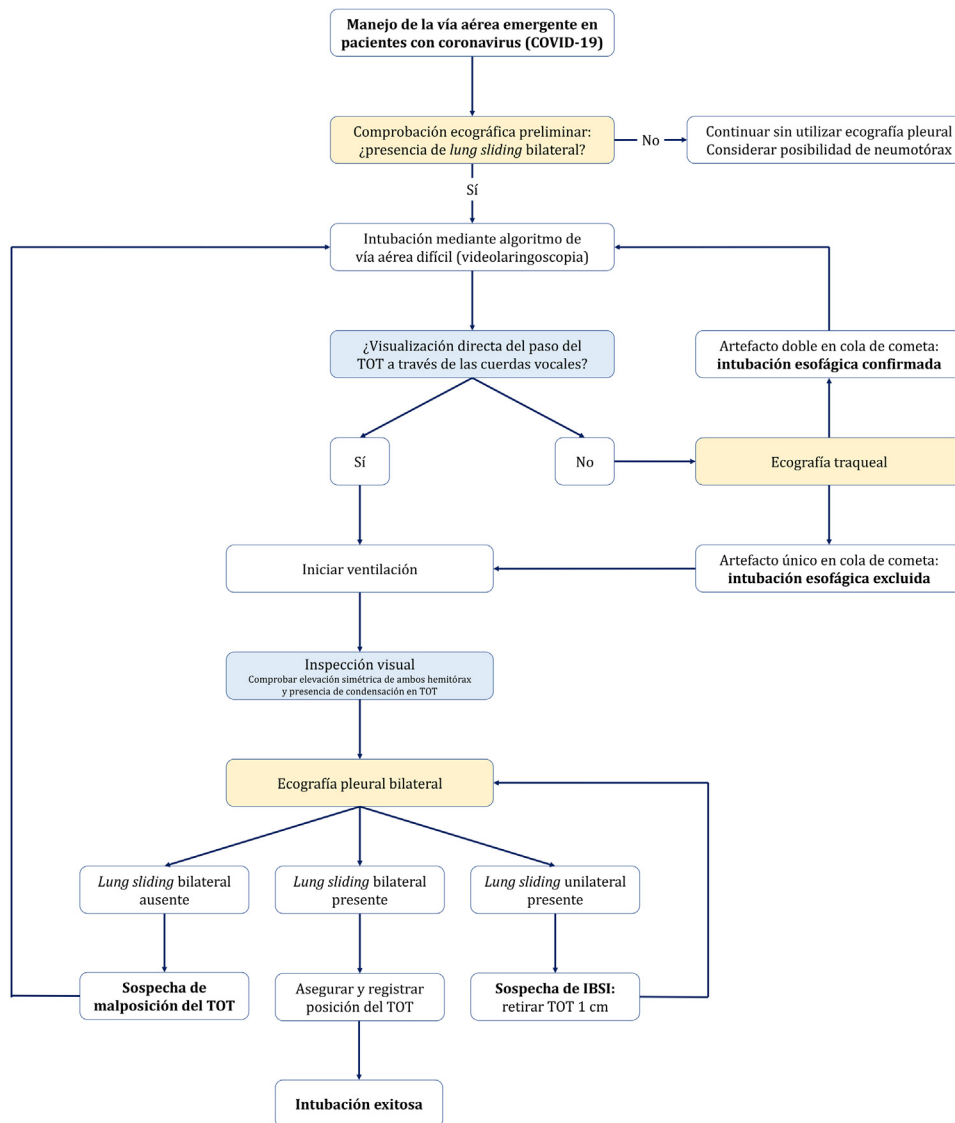 Manejo de la vía aérea emergente en
pacientes con coronavirus (COVID-19)
Comprobación ecográfica preliminar:
¿presencia de lung sliding bilateral?
No
Continuar sin utilizar ecografía pleural
Considerar posibilidad de neumotórax
Sí
Intubación mediante algoritmo de
vía aérea difícil (videolaringoscopia)
¿Visualización directa del paso del
TOT a través de las cuerdas vocales?
Artefacto doble en cola de cometa:
intubación esofágica confirmada
Sí
No
Ecografía traqueal
Iniciar ventilación
Artefacto único en cola de cometa:
intubación esofágica excluida
Inspección visual
Comprobar elevación simétrica de ambos hemitórax
y presencia de condensación en TOT
Ecografía pleural bilateral
Lung sliding bilateral
ausente
Lung sliding bilateral
presente
Lung sliding unilateral
presente
Sospecha de
malposición del TOT
Asegurar y registrar
posición del TOT
Sospecha de IBSI:
retirar TOT 1 cm
Intubación exitosa